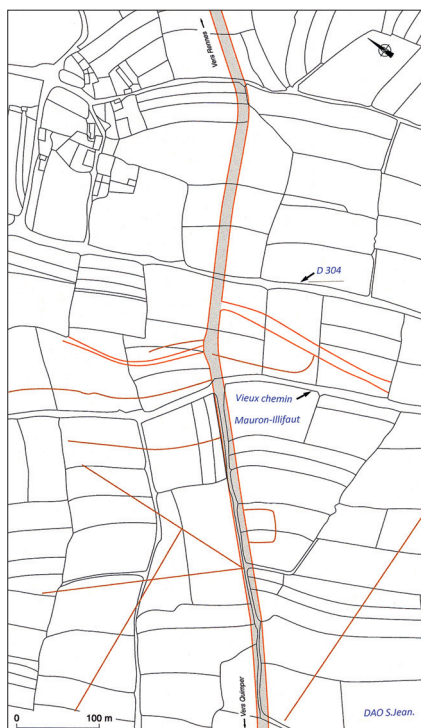 Vers Rennes
D 304
Vieux chemin
Mauron-Illifaut
Vers Quimper
0 100 m
DAO S.Jean.